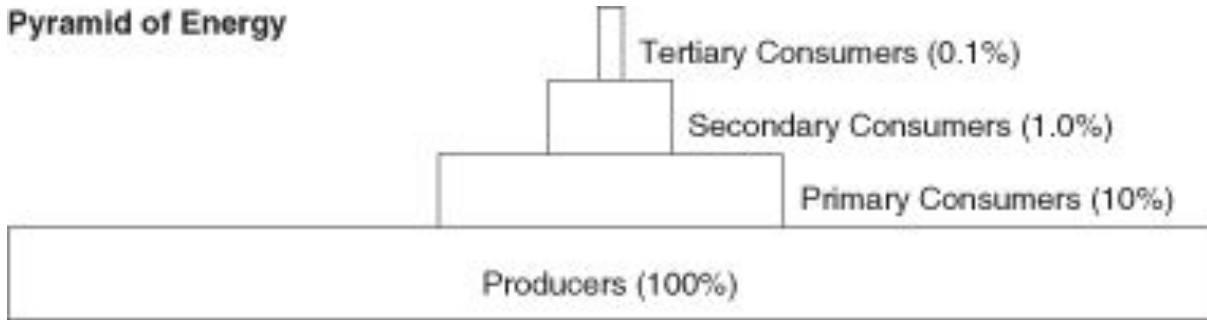 Pyramid of Energy
Tertiary Consumers (0.1%)
Secondary Consumers (1.0%)
Primary Consumers (10%)
Producers (100%)